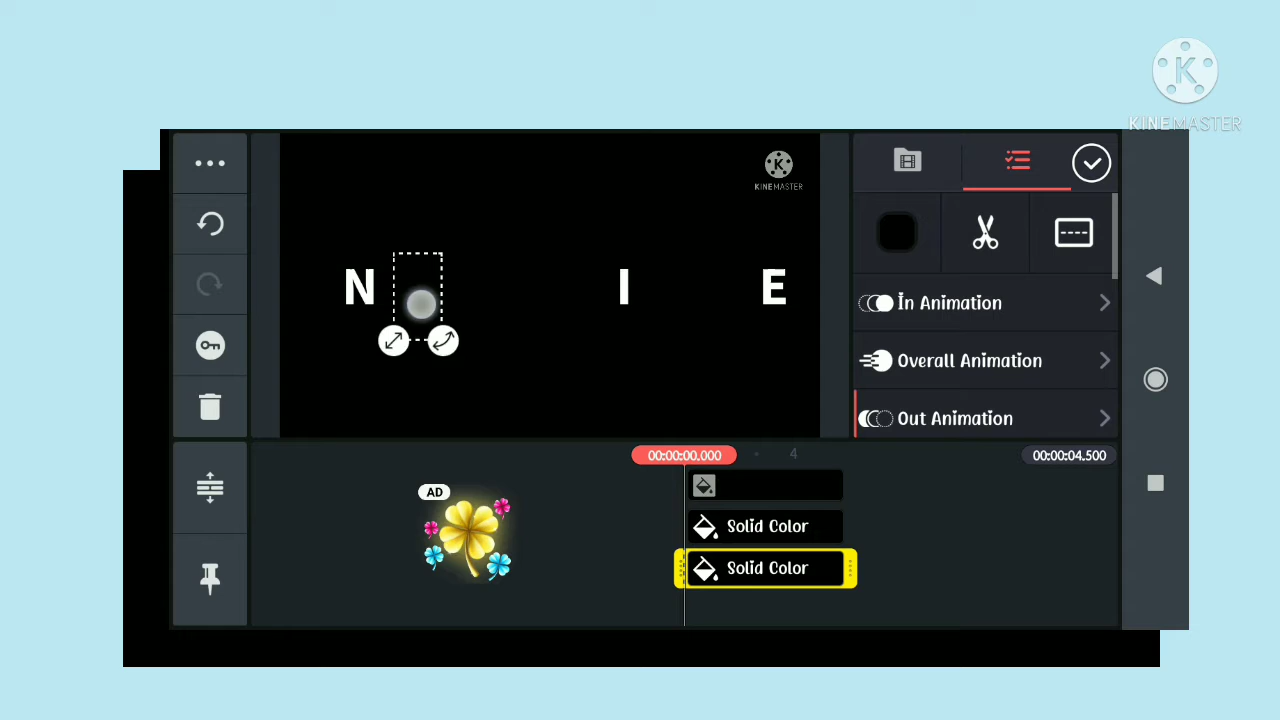 K
KINEMASTER
K
KINEMASTER
N I E
In Animation
Overall Animation
Out Animation
00:00:00.000
4
00:00:04.500
AD
Solid Color
Solid Color